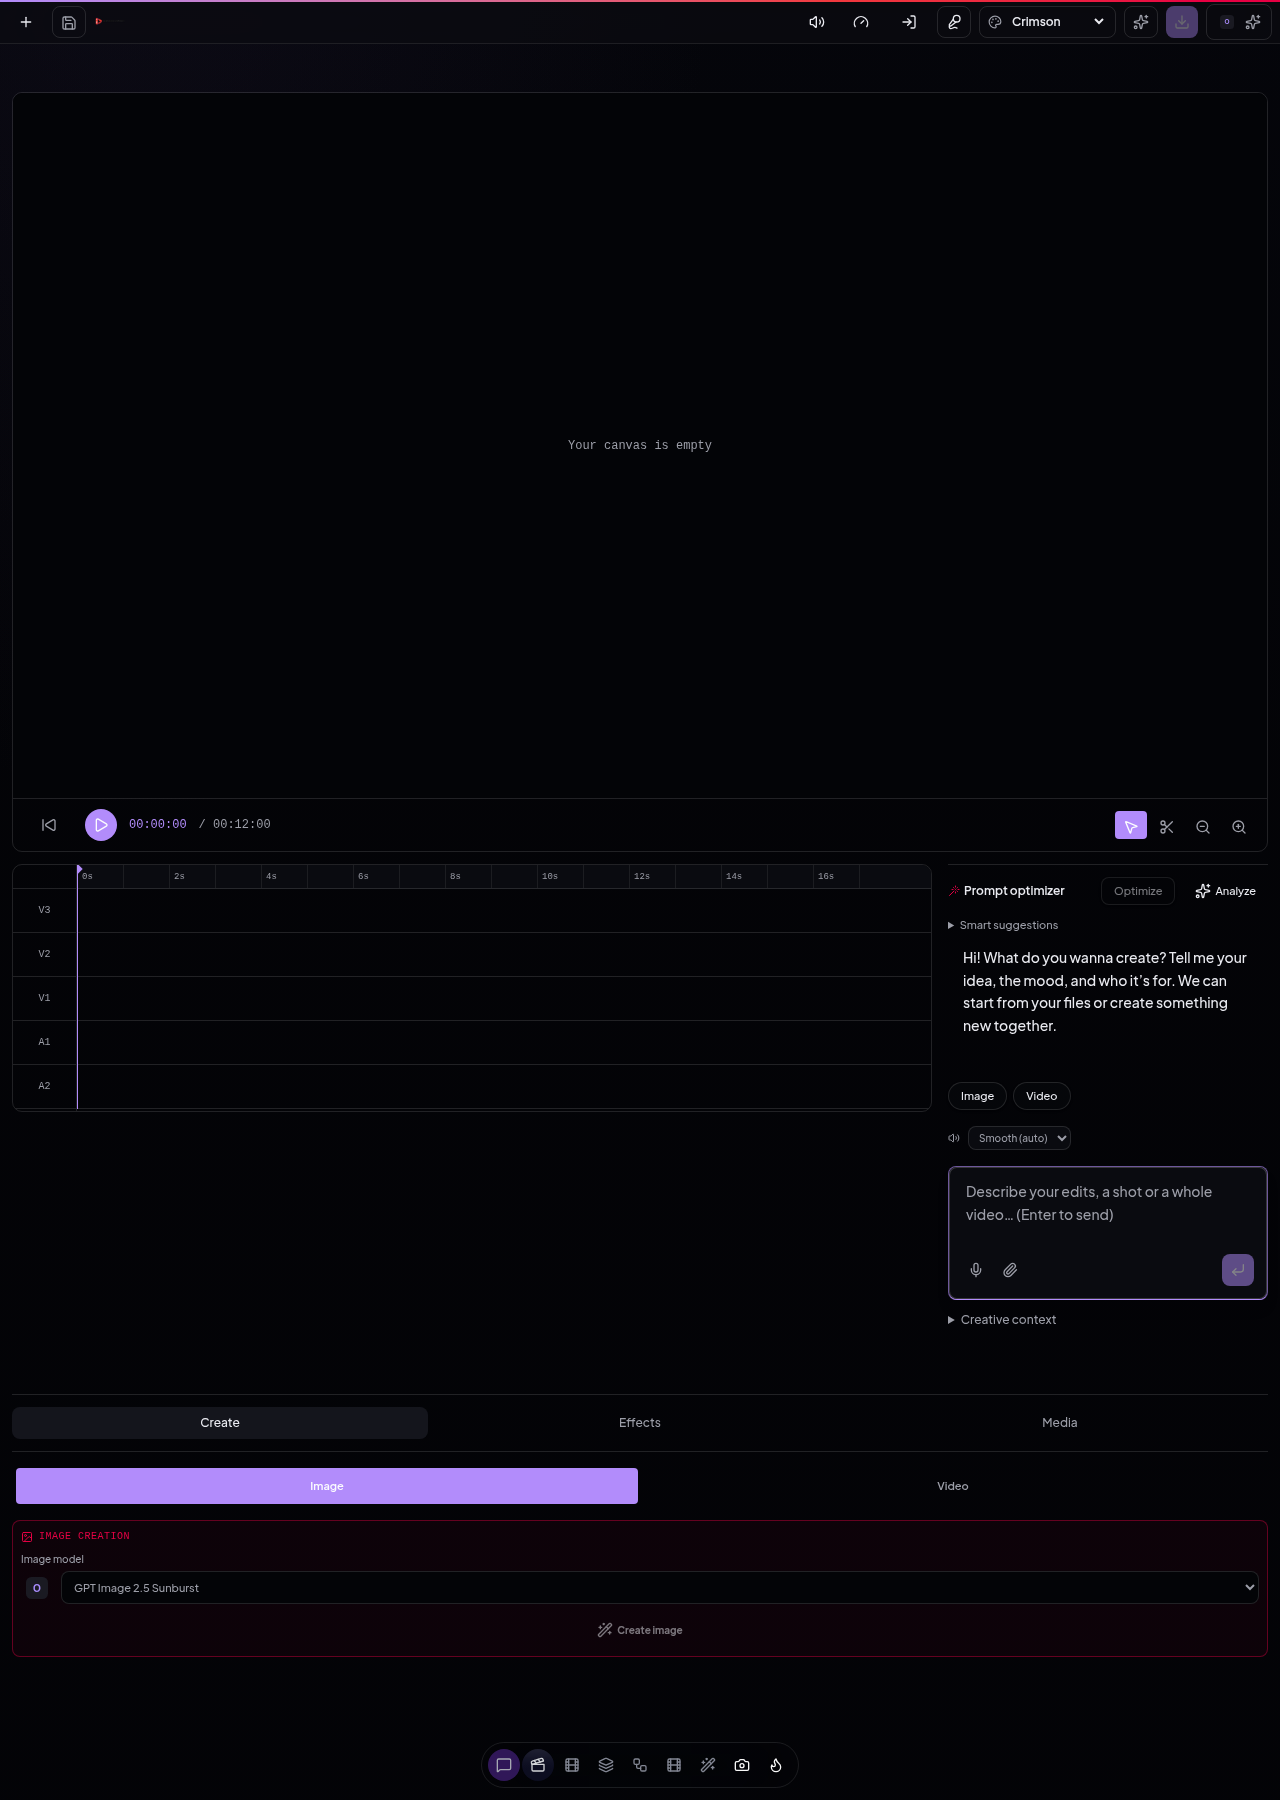 Crimson
0
Your canvas is empty
00:00:00 / 00:12:00
0s 2s 4s 6s 8s 10s 12s 14s 16s
V3
V2
V1
A1
A2
Prompt optimizer
Optimize
Analyze
Smart suggestions
Hi! What do you wanna create? Tell me your
idea, the mood, and who it’s for. We can
start from your files or create something
new together.
Image Video
Smooth (auto)
Describe your edits, a shot or a whole
video… (Enter to send)
Creative context
Create Effects Media
Image Video
IMAGE CREATION
Image model
O GPT Image 2.5 Sunburst
Create image